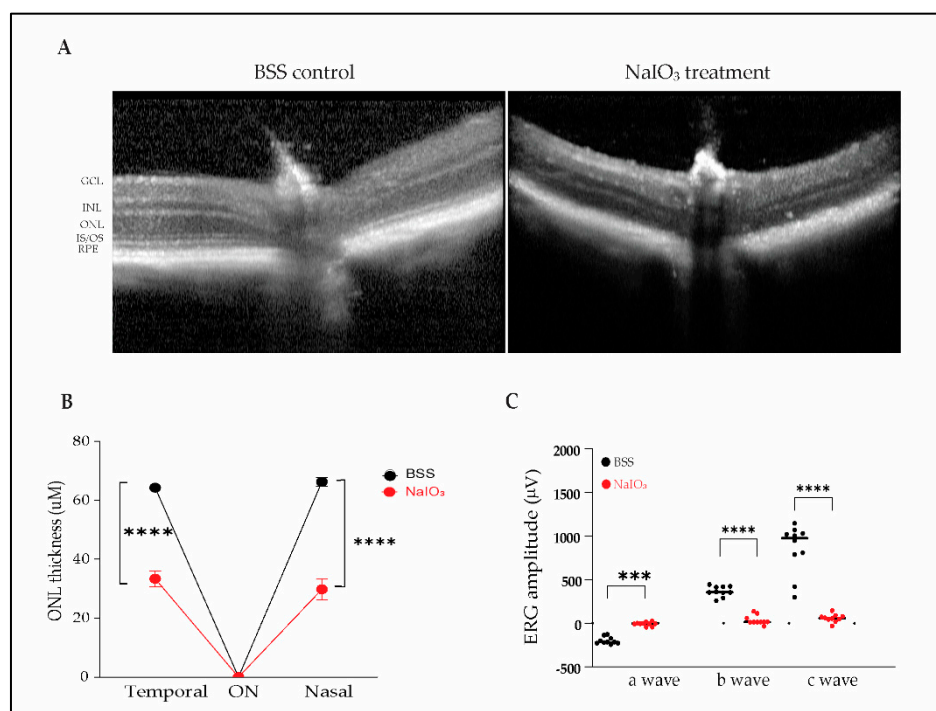 A
BSS control
NaIO₃ treatment
GCL
INL
ONL
IS/OS
RPE
B
80
60
40
20
0
ONL thickness (uM)
****
****
BSS
NaIO₃
Temporal
ON
Nasal
C
2000
1500
1000
500
0
-500
ERG amplitude (μV)
BSS
NaIO₃
***
****
****
a wave
b wave
c wave